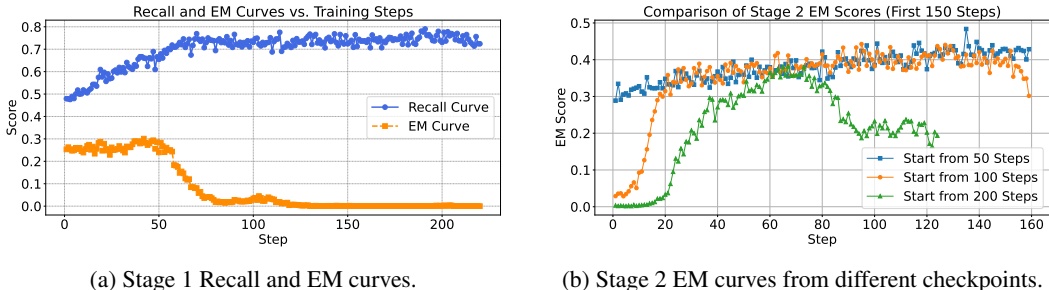 Recall and EM Curves vs. Training Steps
Score
0.8
0.7
0.6
0.5
0.4
0.3
0.2
0.1
0.0
Recall Curve
EM Curve
0 50 100 150 200
Step
(a) Stage 1 Recall and EM curves.
Comparison of Stage 2 EM Scores (First 150 Steps)
EM Score
0.5
0.4
0.3
0.2
0.1
0.0
Start from 50 Steps
Start from 100 Steps
Start from 200 Steps
0 20 40 60 80 100 120 140 160
Step
(b) Stage 2 EM curves from different checkpoints.